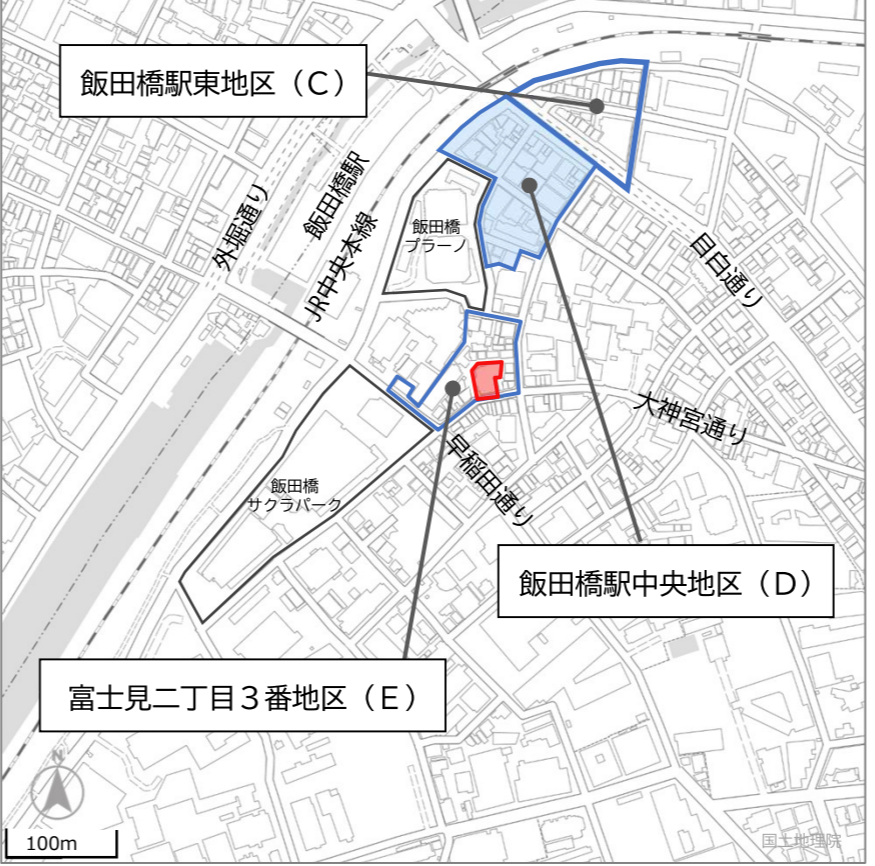 飯田橋駅東地区（C）
外堀通り
飯田橋駅
JR中央本線
飯田橋
プラーノ
目白通り
大神宮通り
早稲田通り
飯田橋
サクラパーク
飯田橋駅中央地区（D）
富士見二丁目３番地区（E）
N
100m
国土地理院